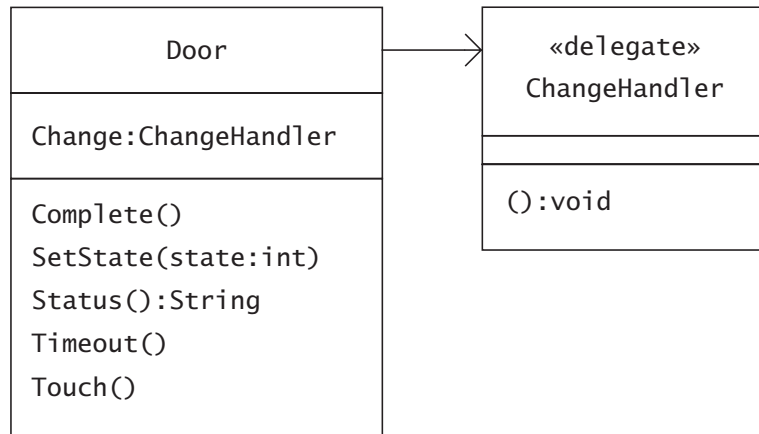 Door
Change:ChangeHandler
Complete()
SetState(state:int)
Status():String
Timeout()
Touch()
«delegate»
ChangeHandler
():void